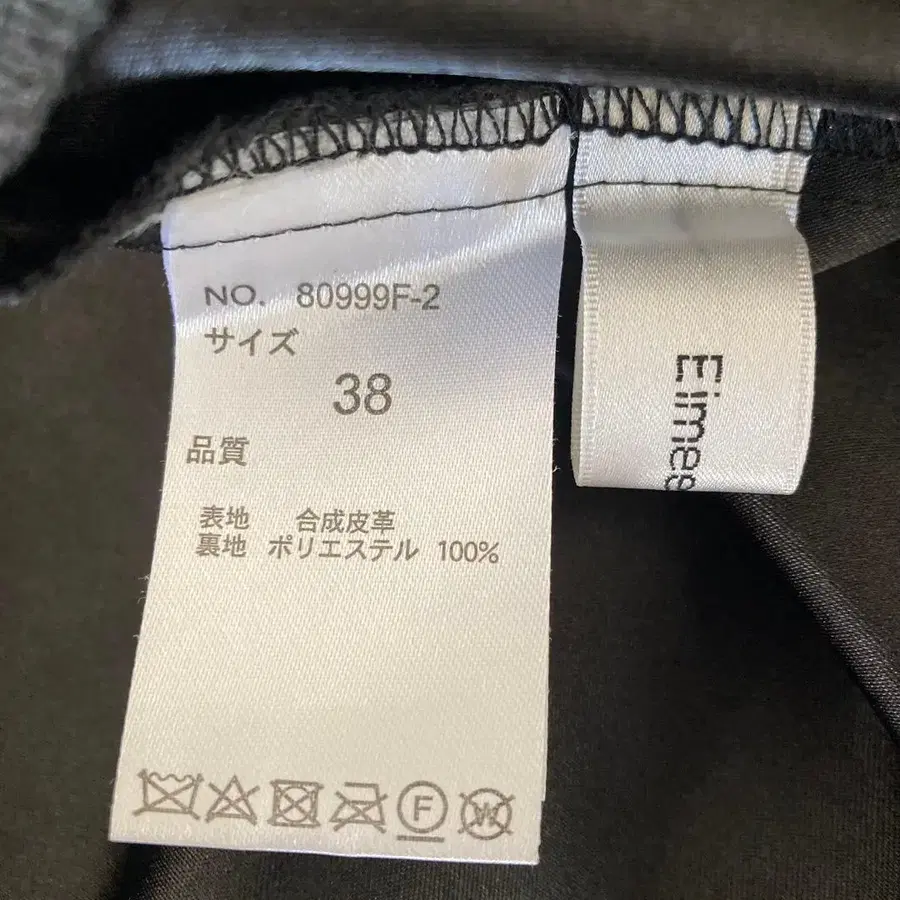 NO. 80999F-2
サイズ
38
品質
表地 合成皮革
裏地 ポリエステル 100%
F
W
Eimes